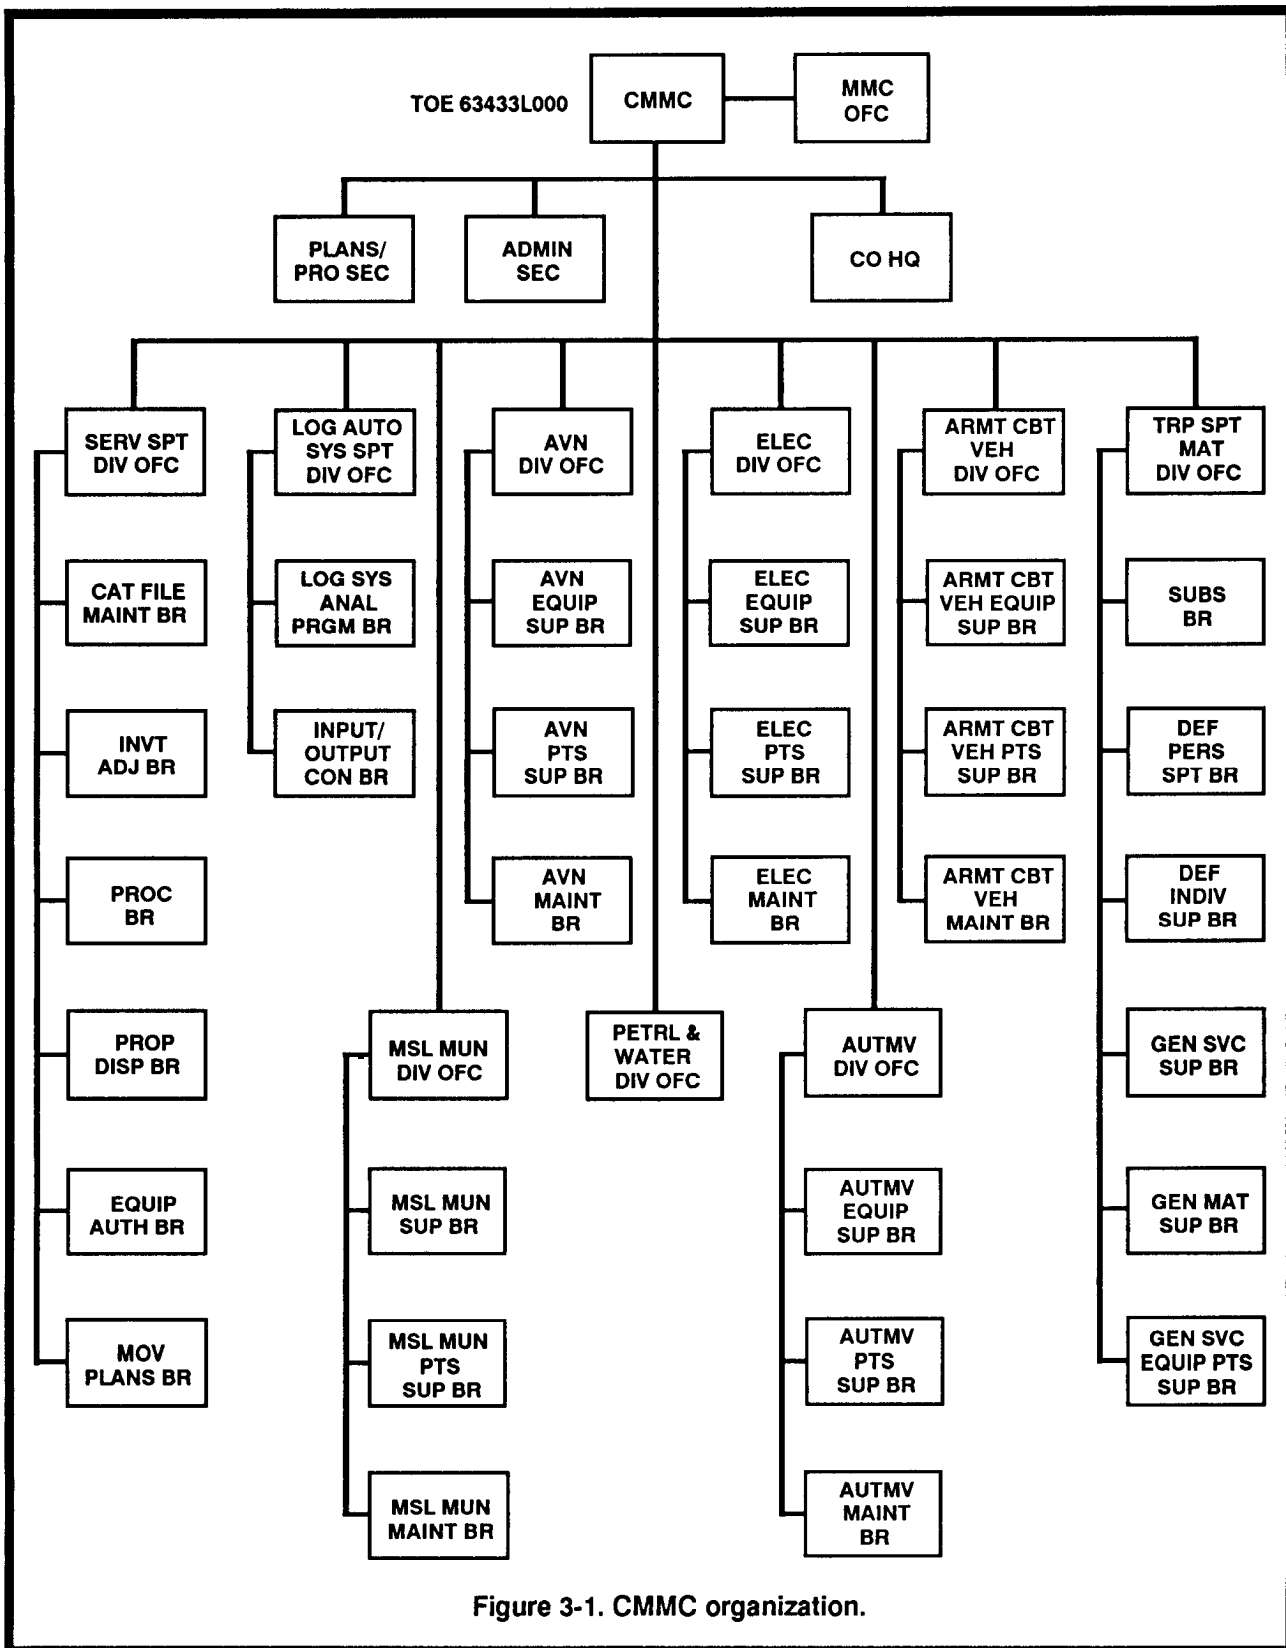 TOE 63433L000
CMMC
MMC
OFC
PLANS/
PRO SEC
ADMIN
SEC
CO HQ
SERV SPT
DIV OFC
CAT FILE
MAINT BR
INVT
ADJ BR
PROC
BR
PROP
DISP BR
EQUIP
AUTH BR
MOV
PLANS BR
LOG AUTO
SYS SPT
DIV OFC
LOG SYS
ANAL
PRGM BR
INPUT/
OUTPUT
CON BR
MSL MUN
DIV OFC
MSL MUN
SUP BR
MSL MUN
PTS
SUP BR
MSL MUN
MAINT BR
AVN
DIV OFC
AVN
EQUIP
SUP BR
AVN
PTS
SUP BR
AVN
MAINT
BR
PETRL &
WATER
DIV OFC
ELEC
DIV OFC
ELEC
EQUIP
SUP BR
ELEC
PTS
SUP BR
ELEC
MAINT
BR
AUTMV
DIV OFC
AUTMV
EQUIP
SUP BR
AUTMV
PTS
SUP BR
AUTMV
MAINT
BR
ARMT CBT
VEH
DIV OFC
ARMT CBT
VEH EQUIP
SUP BR
ARMT CBT
VEH PTS
SUP BR
ARMT CBT
VEH
MAINT BR
TRP SPT
MAT
DIV OFC
SUBS
BR
DEF
PERS
SPT BR
DEF
INDIV
SUP BR
GEN SVC
SUP BR
GEN MAT
SUP BR
GEN SVC
EQUIP PTS
SUP BR
Figure 3-1. CMMC organization.